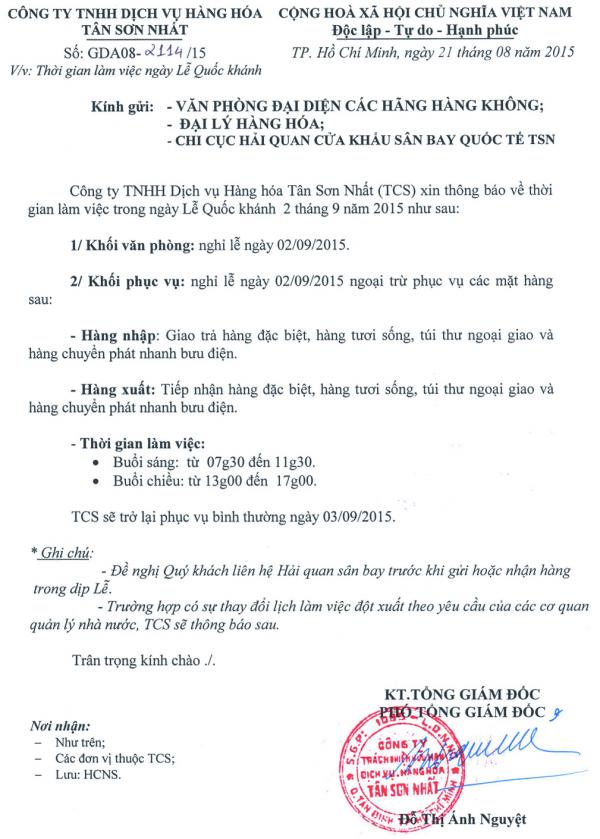 CÔNG TY TNHH DỊCH VỤ HÀNG HÓA
TÂN SƠN NHẤT
CỘNG HOÀ XÃ HỘI CHỦ NGHĨA VIỆT NAM
Độc lập - Tự do - Hạnh phúc
Số: GDA08-2114/15
V/v: Thời gian làm việc ngày Lễ Quốc khánh
TP. Hồ Chí Minh, ngày 21 tháng 08 năm 2015
Kính gửi: - VĂN PHÒNG ĐẠI DIỆN CÁC HÃNG HÀNG KHÔNG;
- ĐẠI LÝ HÀNG HÓA;
- CHI CỤC HẢI QUAN CỬA KHẨU SÂN BAY QUỐC TẾ TSN
Công ty TNHH Dịch vụ Hàng hóa Tân Sơn Nhất (TCS) xin thông báo về thời
gian làm việc trong ngày Lễ Quốc khánh 2 tháng 9 năm 2015 như sau:
1/ Khối văn phòng: nghỉ lễ ngày 02/09/2015.
2/ Khối phục vụ: nghỉ lễ ngày 02/09/2015 ngoại trừ phục vụ các mặt hàng
sau:
- Hàng nhập: Giao trả hàng đặc biệt, hàng tươi sống, túi thư ngoại giao và
hàng chuyển phát nhanh bưu điện.
- Hàng xuất: Tiếp nhận hàng đặc biệt, hàng tươi sống, túi thư ngoại giao và
hàng chuyển phát nhanh bưu điện.
- Thời gian làm việc:
• Buổi sáng: từ 07g30 đến 11g30.
• Buổi chiều: từ 13g00 đến 17g00.
TCS sẽ trở lại phục vụ bình thường ngày 03/09/2015.
* Ghi chú:
- Đề nghị Quý khách liên hệ Hải quan sân bay trước khi gửi hoặc nhận hàng
trong dịp Lễ.
- Trường hợp có sự thay đổi lịch làm việc đột xuất theo yêu cầu của các cơ quan
quản lý nhà nước, TCS sẽ thông báo sau.
Trân trọng kính chào ./.
KT.TỔNG GIÁM ĐỐC
PHÓ TỔNG GIÁM ĐỐC
Nơi nhận:
– Như trên;
– Các đơn vị thuộc TCS;
– Lưu: HCNS.
CÔNG TY
TRÁCH NHIỆM HỮU HẠN
DỊCH VỤ HÀNG HÓA
TÂN SƠN NHẤT
Đỗ Thị Ánh Nguyệt